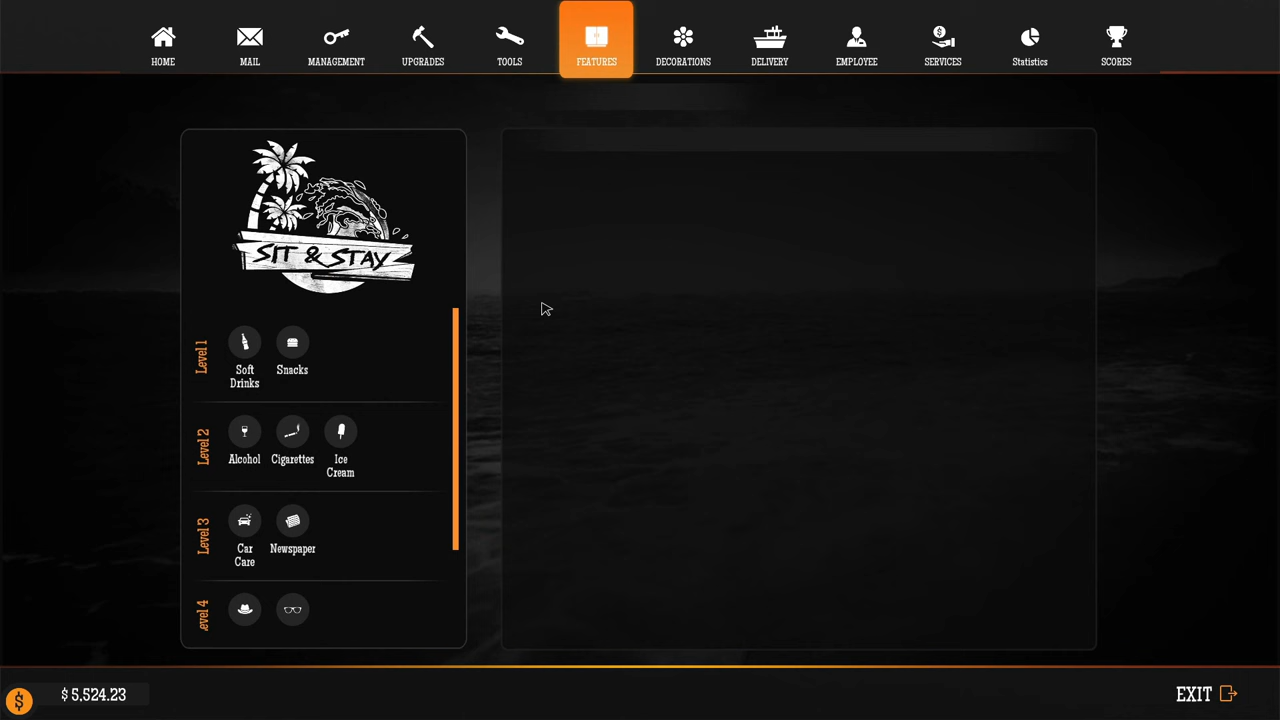 HOME
MAIL
MANAGEMENT
UPGRADES
TOOLS
FEATURES
DECORATIONS
DELIVERY
EMPLOYEE
SERVICES
Statistics
SCORES
SIT & STAY
Level 1
Soft
Drinks
Snacks
Level 2
Alcohol
Cigarettes
Ice
Cream
Level 3
Car
Care
Newspaper
evel 4
$ 5,524.23
EXIT